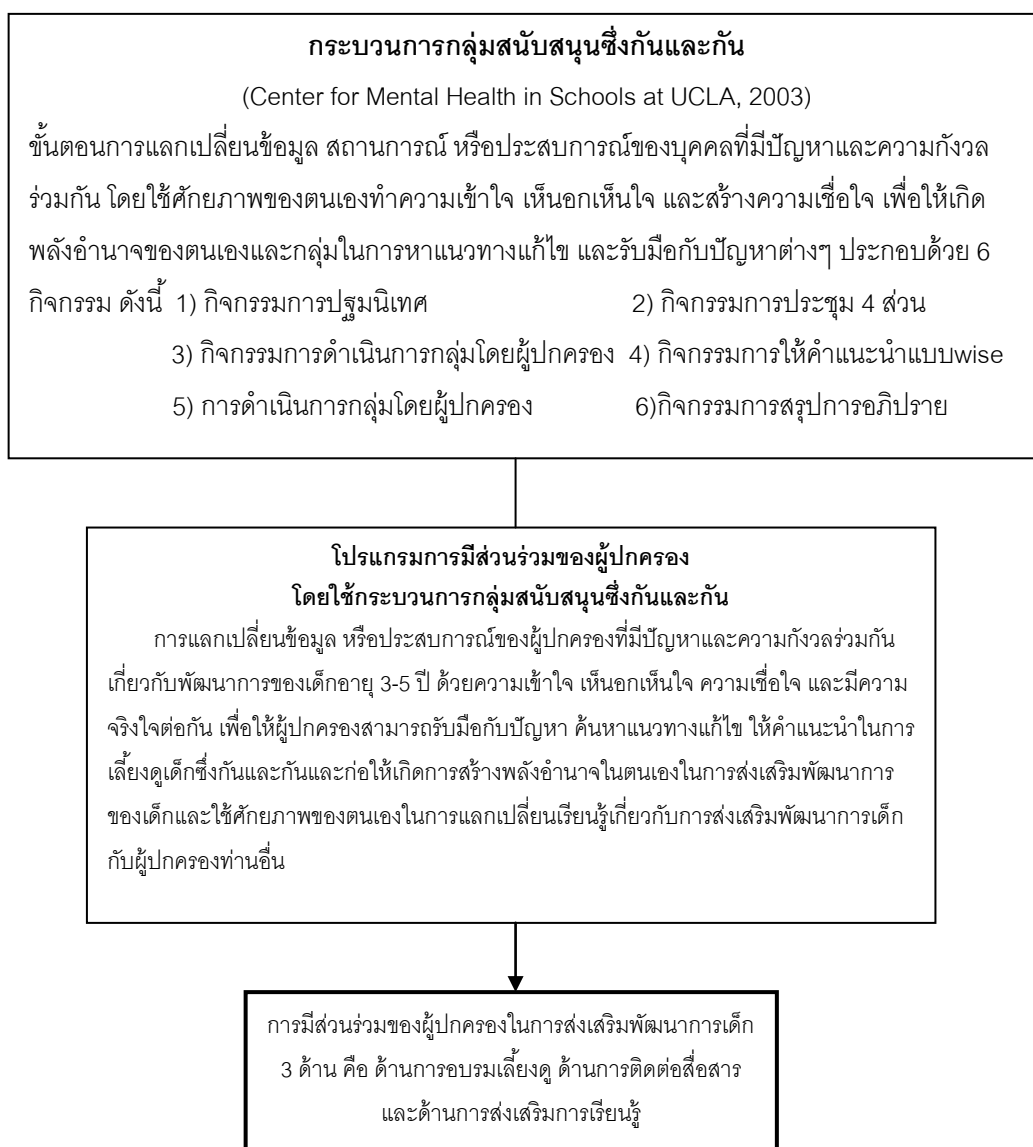 กระบวนการกลุ่มสนับสนุนซึ่งกันและกัน
(Center for Mental Health in Schools at UCLA, 2003)
ขั้นตอนการแลกเปลี่ยนข้อมูล สถานการณ์ หรือประสบการณ์ของบุคคลที่มีปัญหาและความกังวล
ร่วมกัน โดยใช้ศักยภาพของตนเองทำความเข้าใจ เห็นอกเห็นใจ และสร้างความเชื่อใจ เพื่อให้เกิด
พลังอำนาจของตนเองและกลุ่มในการหาแนวทางแก้ไข และรับมือกับปัญหาต่างๆ ประกอบด้วย 6
กิจกรรม ดังนี้ 1) กิจกรรมการปฐมนิเทศ 2) กิจกรรมการประชุม 4 ส่วน
3) กิจกรรมการดำเนินการกลุ่มโดยผู้ปกครอง 4) กิจกรรมการให้คำแนะนำแบบwise
5) การดำเนินการกลุ่มโดยผู้ปกครอง 6)กิจกรรมการสรุปการอภิปราย
โปรแกรมการมีส่วนร่วมของผู้ปกครอง
โดยใช้กระบวนการกลุ่มสนับสนุนซึ่งกันและกัน
การแลกเปลี่ยนข้อมูล หรือประสบการณ์ของผู้ปกครองที่มีปัญหาและความกังวลร่วมกัน
เกี่ยวกับพัฒนาการของเด็กอายุ 3-5 ปี ด้วยความเข้าใจ เห็นอกเห็นใจ ความเชื่อใจ และมีความ
จริงใจต่อกัน เพื่อให้ผู้ปกครองสามารถรับมือกับปัญหา ค้นหาแนวทางแก้ไข ให้คำแนะนำในการ
เลี้ยงดูเด็กซึ่งกันและกันและก่อให้เกิดการสร้างพลังอำนาจในตนเองในการส่งเสริมพัฒนาการ
ของเด็กและใช้ศักยภาพของตนเองในการแลกเปลี่ยนเรียนรู้เกี่ยวกับการส่งเสริมพัฒนาการเด็ก
กับผู้ปกครองท่านอื่น
การมีส่วนร่วมของผู้ปกครองในการส่งเสริมพัฒนาการเด็ก
3 ด้าน คือ ด้านการอบรมเลี้ยงดู ด้านการติดต่อสื่อสาร
และด้านการส่งเสริมการเรียนรู้